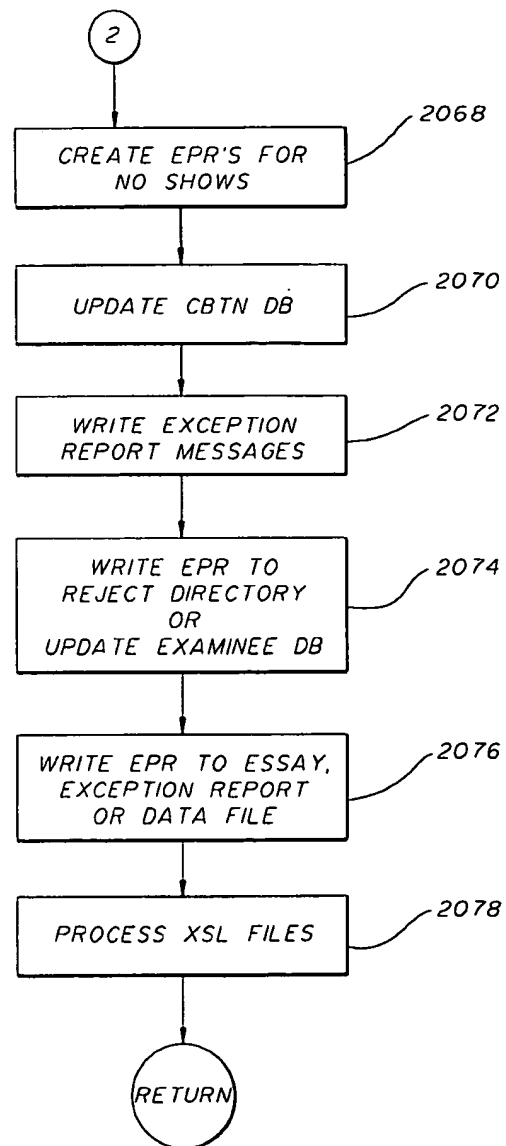 2
2068
CREATE EPR'S FOR
NO SHOWS
2070
UPDATE CBTN DB
2072
WRITE EXCEPTION
REPORT MESSAGES
2074
WRITE EPR TO
REJECT DIRECTORY
OR
UPDATE EXAMINEE DB
2076
WRITE EPR TO ESSAY,
EXCEPTION REPORT
OR DATA FILE
2078
PROCESS XSL FILES
RETURN